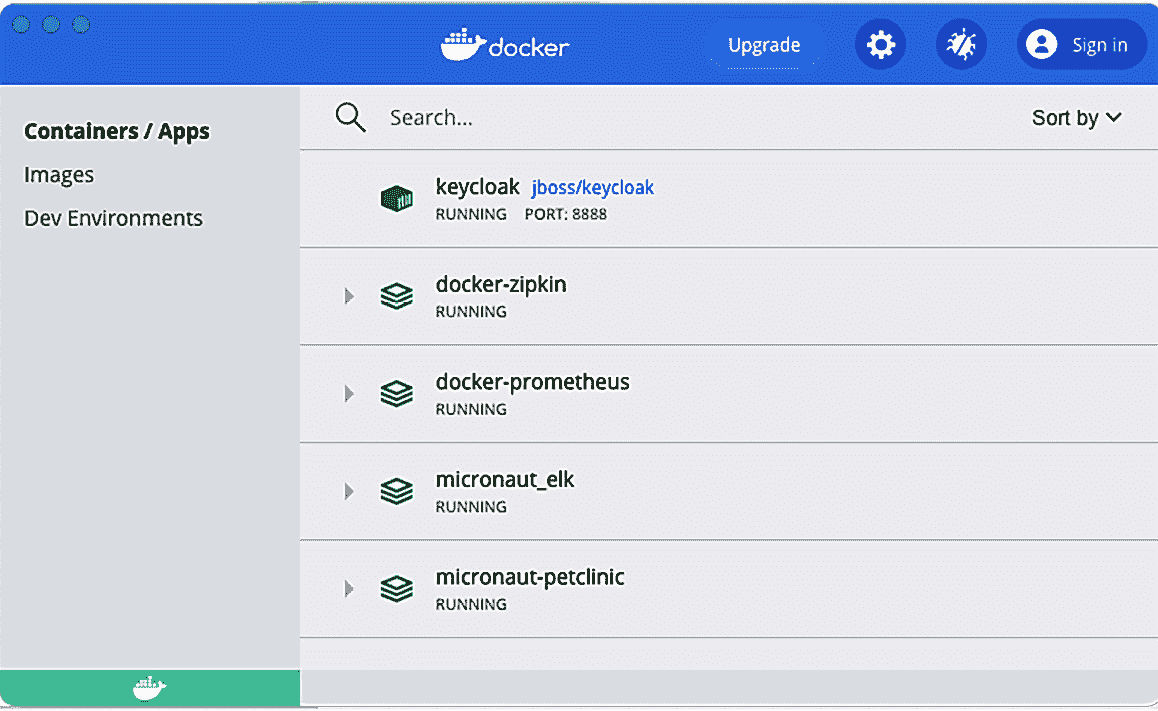 docker
Upgrade
Sign in
Containers / Apps
Images
Dev Environments
Search...
Sort by
keycloak jboss/keycloak
RUNNING PORT: 8888
docker-zipkin
RUNNING
docker-prometheus
RUNNING
micronaut_elk
RUNNING
micronaut-petclinic
RUNNING